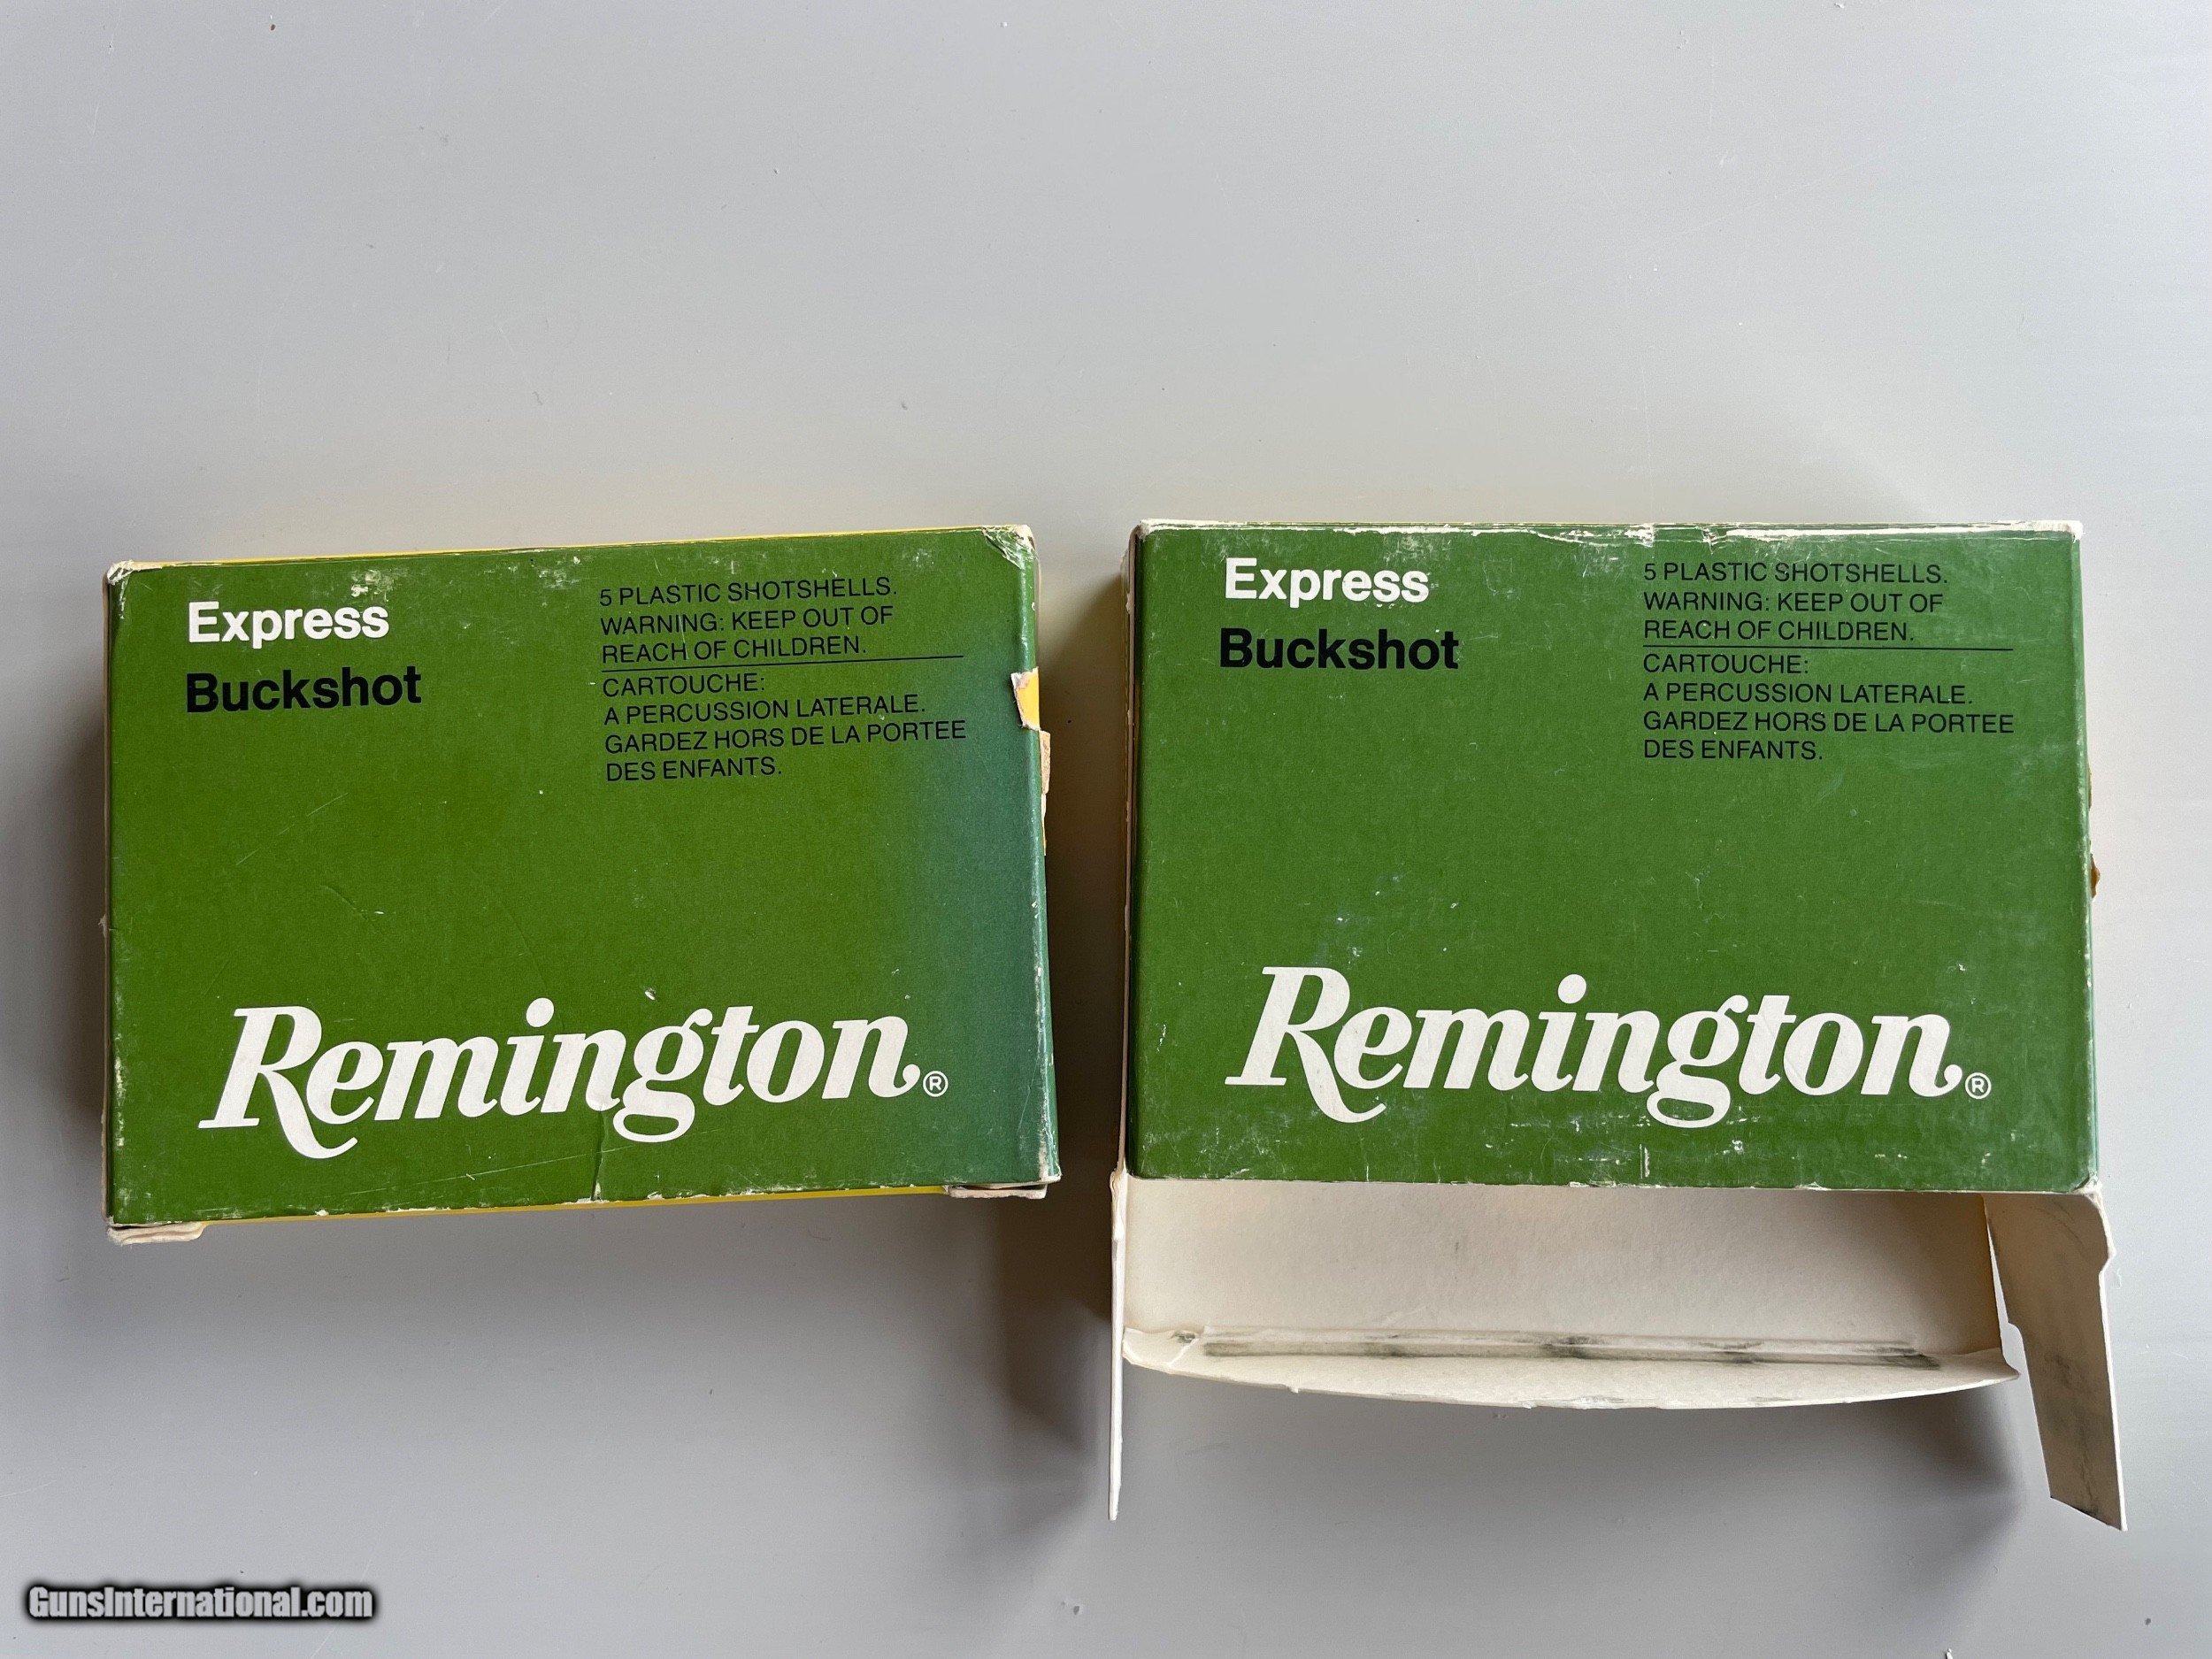 Express
Buckshot
5 PLASTIC SHOTSHELLS.
WARNING: KEEP OUT OF
REACH OF CHILDREN.
CARTOUCHE:
A PERCUSSION LATERALE.
GARDEZ HORS DE LA PORTEE
DES ENFANTS.
Remington®
Express
Buckshot
5 PLASTIC SHOTSHELLS.
WARNING: KEEP OUT OF
REACH OF CHILDREN.
CARTOUCHE:
A PERCUSSION LATERALE.
GARDEZ HORS DE LA PORTEE
DES ENFANTS.
Remington®
GunsInternational.com